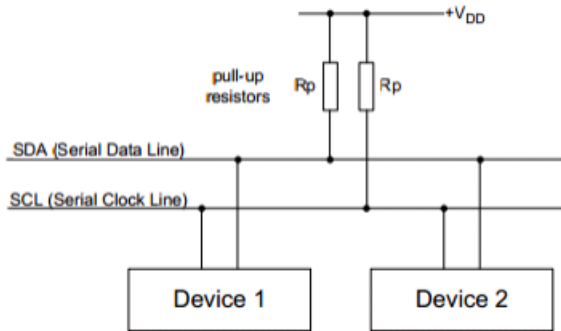 +VDD
pull-up
resistors
Rp
Rp
SDA (Serial Data Line)
SCL (Serial Clock Line)
Device 1
Device 2